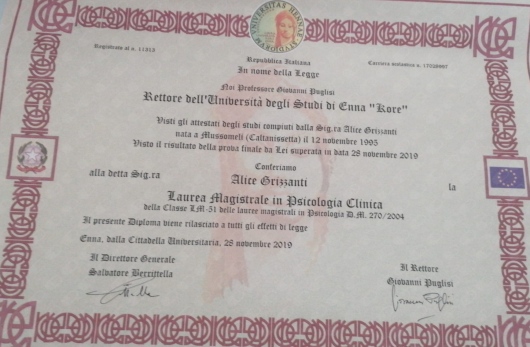 UNIVERSITAS HENNAE
Registrato al n. 11313
Repubblica Italiana
In nome della Legge
Noi Professore Giovanni Puglisi
Rettore dell'Università degli Studi di Enna "Kore"
Visti gli attestati degli studi compiuti dalla Sig.ra Alice Grizzanti
nata a Mussomeli (Caltanissetta) il 12 novembre 1995
Visto il risultato della prova finale da Lei superata in data 28 novembre 2019
Conferiamo
alla detta Sig.ra Alice Grizzanti la
Laurea Magistrale in Psicologia Clinica
della Classe LM-51 delle lauree magistrali in Psicologia D.M. 270/2004
Il presente Diploma viene rilasciato a tutti gli effetti di legge
Enna, dalla Cittadella Universitaria, 28 novembre 2019
Il Direttore Generale
Salvatore Berrittella
Il Rettore
Giovanni Puglisi